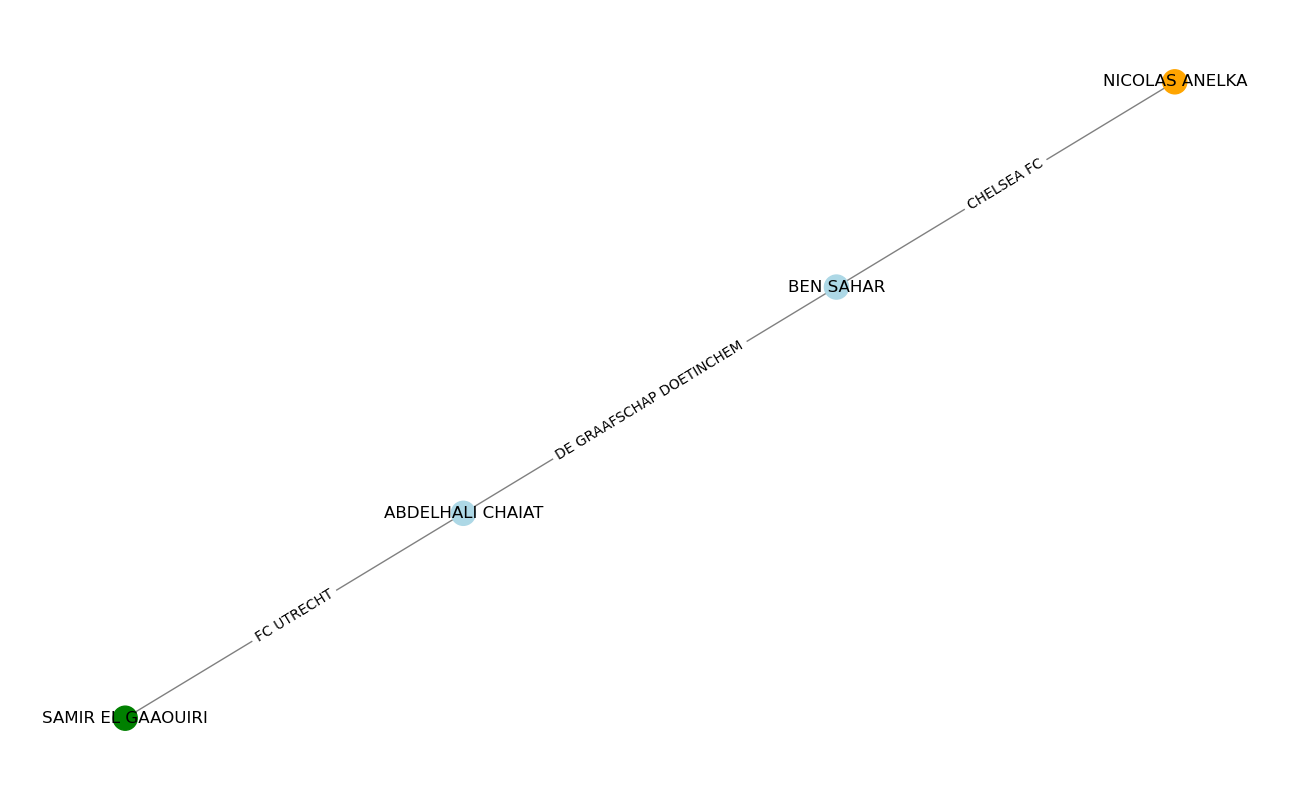 NICOLAS ANELKA
CHELSEA FC
BEN SAHAR
DE GRAAFSCHAP DOETINCHEM
ABDELHALI CHAIAT
FC UTRECHT
SAMIR EL GAAOUIRI